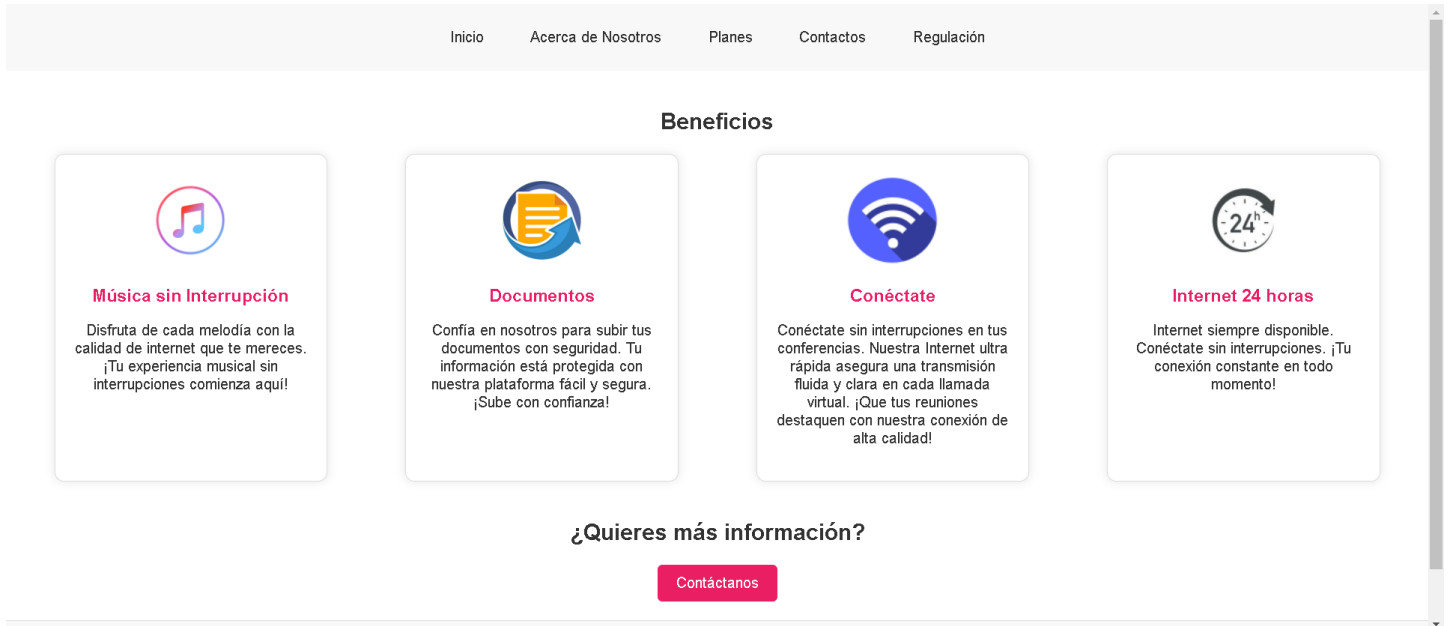 Inicio Acerca de Nosotros Planes Contactos Regulación
Beneficios
24h
Música sin Interrupción
Disfruta de cada melodía con la
calidad de internet que te mereces.
¡Tu experiencia musical sin
interrupciones comienza aquí!
Documentos
Confía en nosotros para subir tus
documentos con seguridad. Tu
información está protegida con
nuestra plataforma fácil y segura.
¡Sube con confianza!
Conéctate
Conéctate sin interrupciones en tus
conferencias. Nuestra Internet ultra
rápida asegura una transmisión
fluida y clara en cada llamada
virtual. ¡Que tus reuniones
destaquen con nuestra conexión de
alta calidad!
Internet 24 horas
Internet siempre disponible.
Conéctate sin interrupciones. ¡Tu
conexión constante en todo
momento!
¿Quieres más información?
Contáctanos